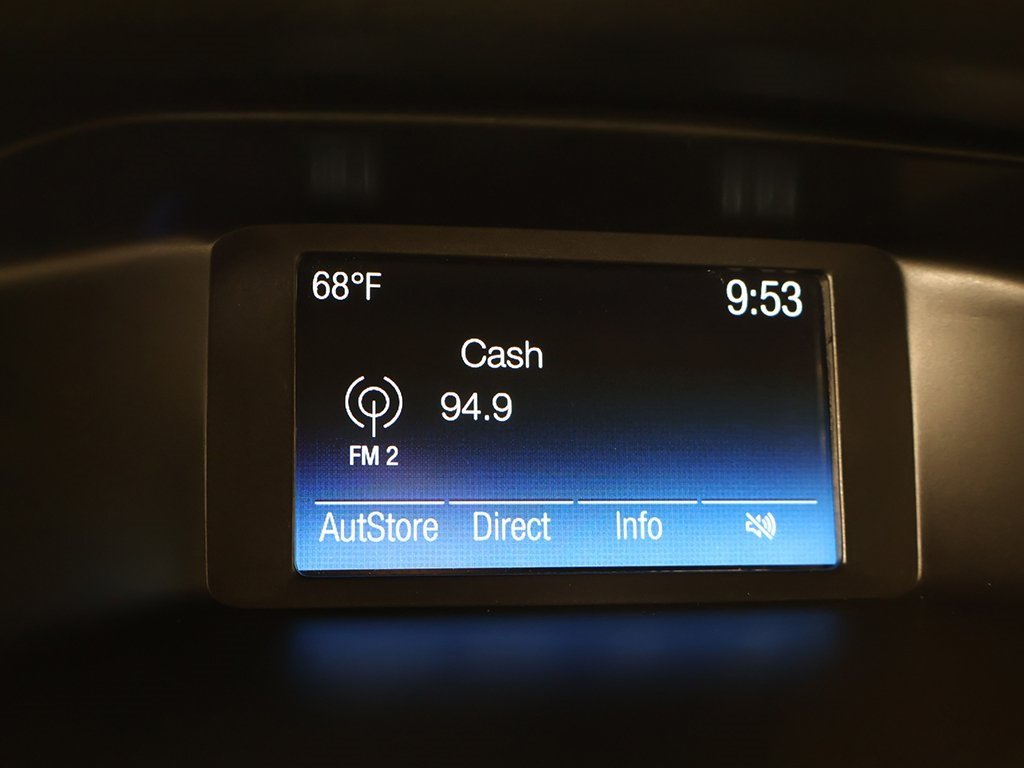 68°F 9:53
Cash
94.9
FM 2
AutStore Direct Info